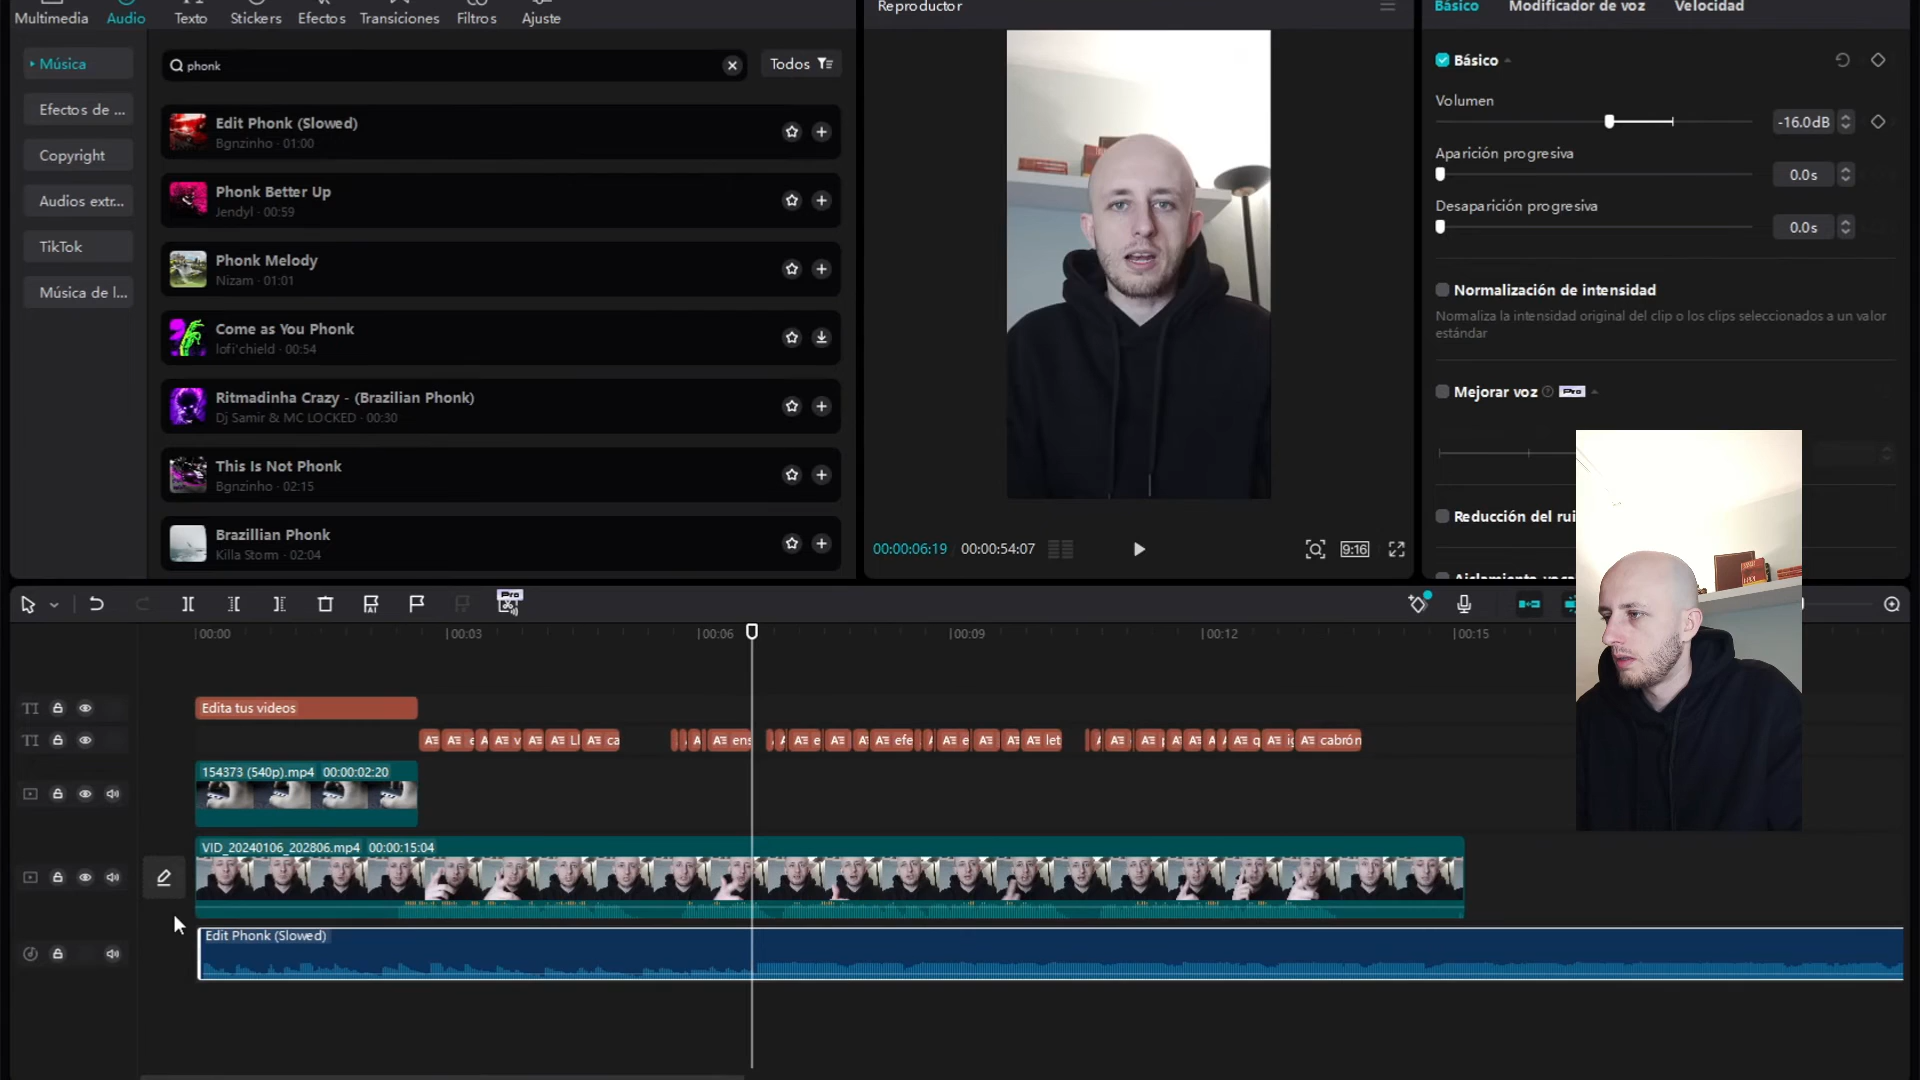 Multimedia
Audio
Texto
Stickers
Efectos
Transiciones
Filtros
Ajuste
Música
Efectos de ...
Copyright
Audios extr...
TikTok
Música de l...
phonk
Todos
Edit Phonk (Slowed)
Bgnzinho · 01:00
Phonk Better Up
Jendyl · 00:59
Phonk Melody
Nizam · 01:01
Come as You Phonk
lofi'chield · 00:54
Ritmadinha Crazy - (Brazilian Phonk)
Dj Samir & MC LOCKED · 00:30
This Is Not Phonk
Bgnzinho · 02:15
Brazillian Phonk
Killa Storm · 02:04
Reproductor
00:00:06:19
00:00:54:07
9:16
Básico
Modificador de voz
Velocidad
Básico
Volumen
-16.0dB
Aparición progresiva
0.0s
Desaparición progresiva
0.0s
Normalización de intensidad
Normaliza la intensidad original del clip o los clips seleccionados a un valor
estándar
Mejorar voz
Pro
Reducción del rui
Pro
00:00
00:03
00:06
00:09
00:12
00:15
Edita tus videos
ca
ens
efe
let
cabrón
154373 (540p).mp4 00:00:02:20
VID_20240106_202806.mp4 00:00:15:04
Edit Phonk (Slowed)